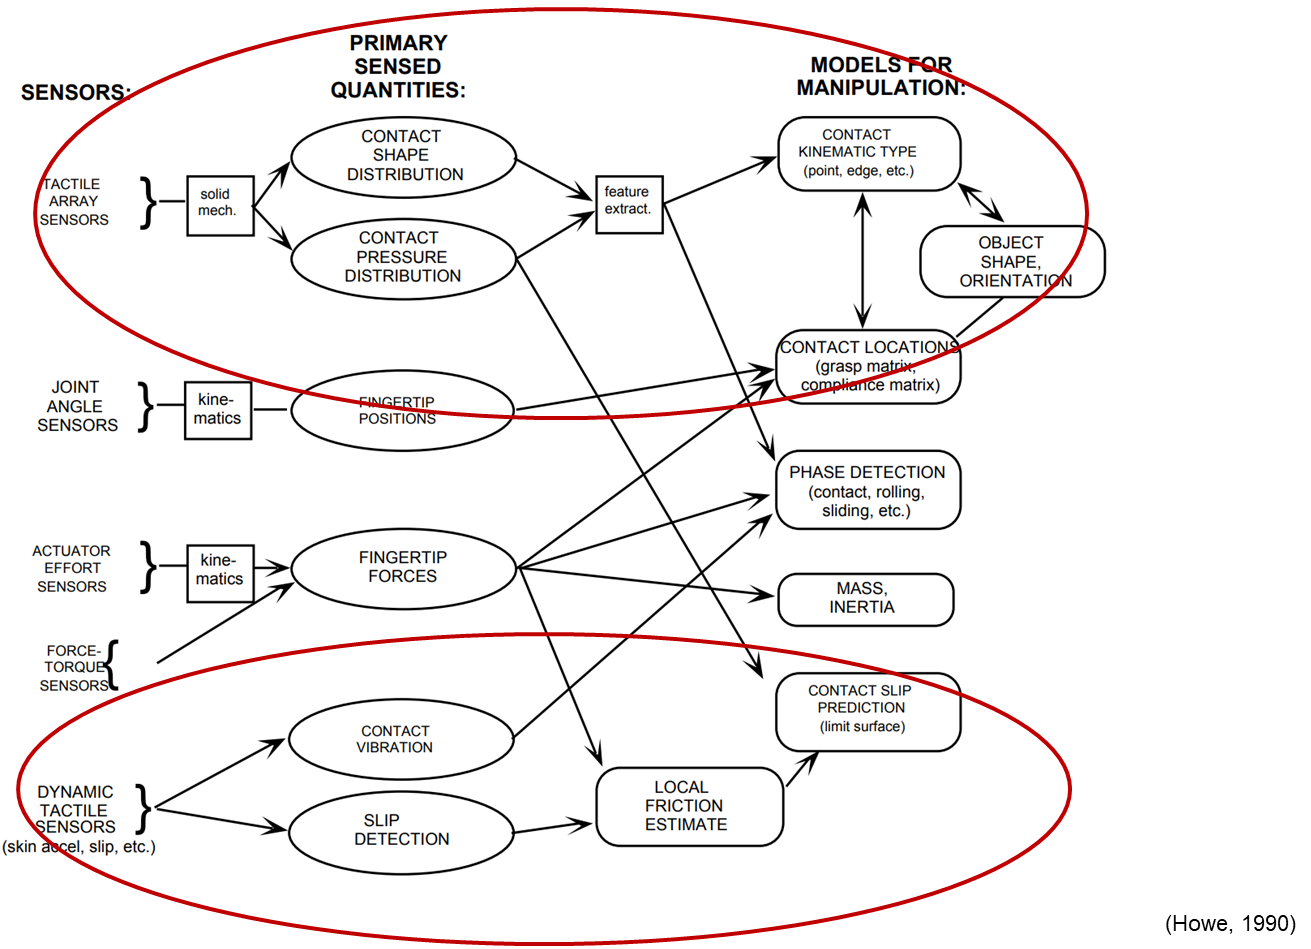 SENSORS:
PRIMARY
SENSED
QUANTITIES:
MODELS FOR
MANIPULATION:
TACTILE
ARRAY
SENSORS
solid
mech.
CONTACT
SHAPE
DISTRIBUTION
CONTACT
PRESSURE
DISTRIBUTION
feature
extract.
CONTACT
KINEMATIC TYPE
(point, edge, etc.)
OBJECT
SHAPE,
ORIENTATION
CONTACT LOCATIONS
(grasp matrix,
compliance matrix)
JOINT
ANGLE
SENSORS
kine-
matics
FINGERTIP
POSITIONS
PHASE DETECTION
(contact, rolling,
sliding, etc.)
ACTUATOR
EFFORT
SENSORS
kine-
matics
FINGERTIP
FORCES
MASS,
INERTIA
FORCE-
TORQUE
SENSORS
CONTACT
VIBRATION
CONTACT SLIP
PREDICTION
(limit surface)
DYNAMIC
TACTILE
SENSORS
(skin accel, slip, etc.)
SLIP
DETECTION
LOCAL
FRICTION
ESTIMATE
(Howe, 1990)